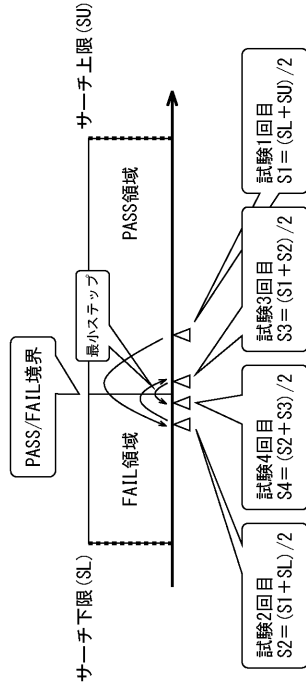 サーチ下限(SL)
サーチ上限(SU)
PASS/FAIL境界
最小ステップ
FAIL領域
PASS領域
試験2回目
S2=(S1+SL)/2
試験4回目
S4=(S2+S3)/2
試験3回目
S3=(S1+S2)/2
試験1回目
S1=(SL+SU)/2